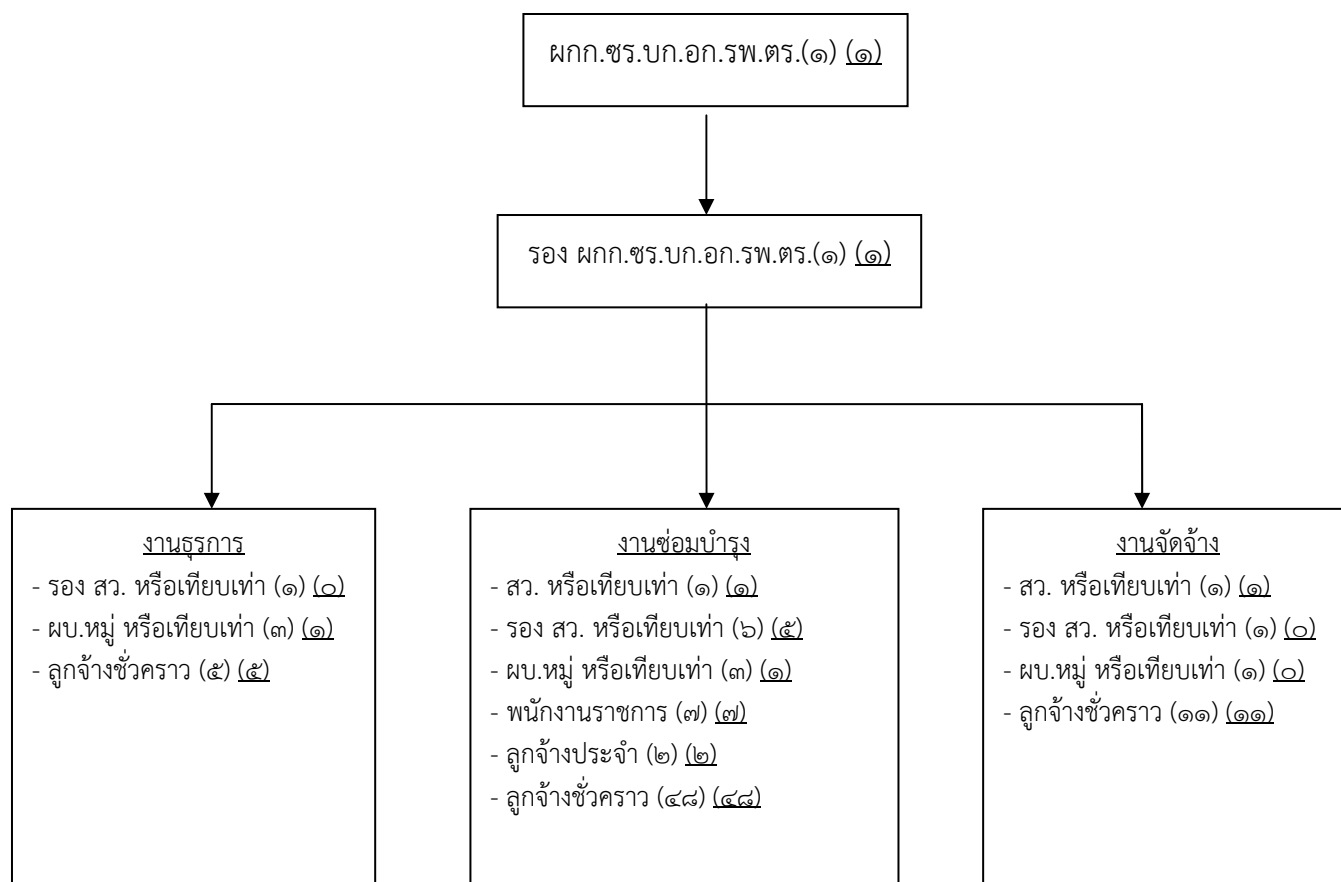 ผกก.ซร.บก.อก.รพ.ตร.(๑) (๑)
รอง ผกก.ซร.บก.อก.รพ.ตร.(๑) (๑)
งานธุรการ
- รอง สว. หรือเทียบเท่า (๑) (๐)
- ผบ.หมู่ หรือเทียบเท่า (๓) (๑)
- ลูกจ้างชั่วคราว (๕) (๕)
งานซ่อมบำรุง
- สว. หรือเทียบเท่า (๑) (๑)
- รอง สว. หรือเทียบเท่า (๖) (๕)
- ผบ.หมู่ หรือเทียบเท่า (๓) (๑)
- พนักงานราชการ (๗) (๗)
- ลูกจ้างประจำ (๒) (๒)
- ลูกจ้างชั่วคราว (๔๘) (๔๘)
งานจัดจ้าง
- สว. หรือเทียบเท่า (๑) (๑)
- รอง สว. หรือเทียบเท่า (๑) (๐)
- ผบ.หมู่ หรือเทียบเท่า (๑) (๐)
- ลูกจ้างชั่วคราว (๑๑) (๑๑)